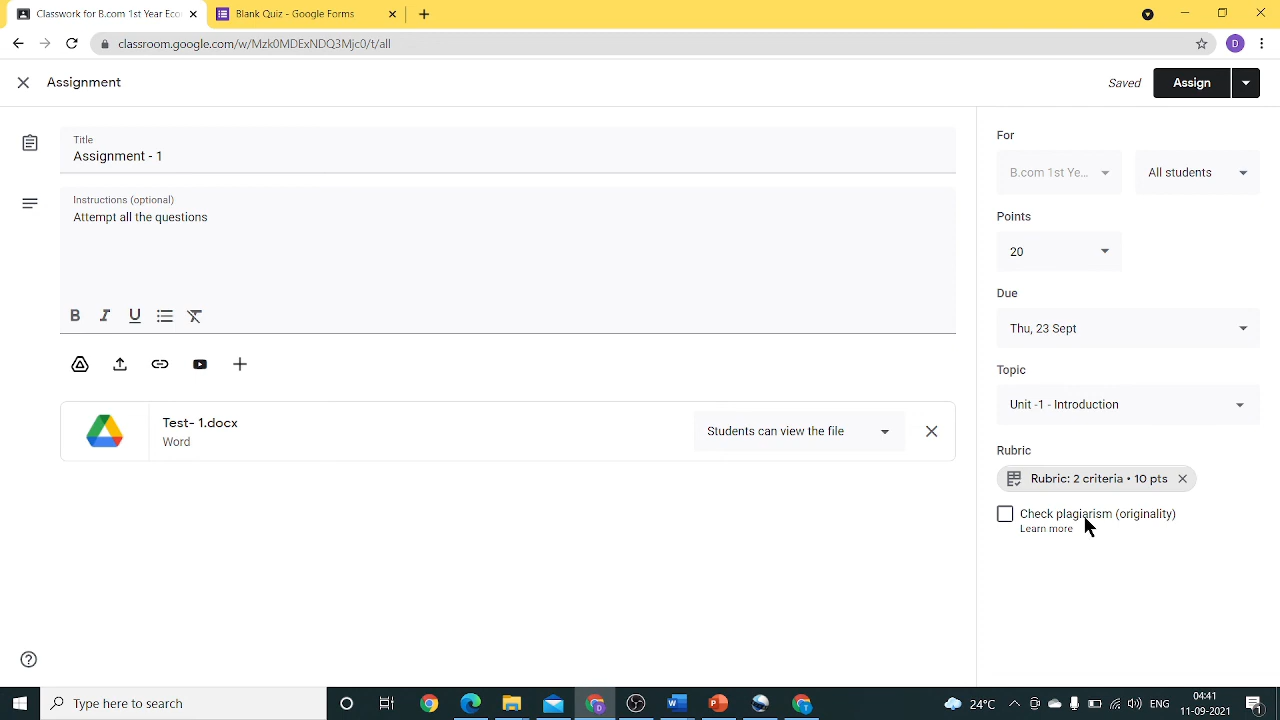 Classwork for B.com 1st Year Eco
Blank Quiz - Google Forms
classroom.google.com/w/Mzk0MDExNDQ3Mjc0/t/all
D
Assignment
Saved
Assign
Title
Assignment - 1
Instructions (optional)
Attempt all the questions
B I U
Test- 1.docx
Word
Students can view the file
For
B.com 1st Ye...
All students
Points
20
Due
Thu, 23 Sept
Topic
Unit -1 - Introduction
Rubric
Rubric: 2 criteria • 10 pts
Check plagiarism (originality)
Learn more
Type here to search
24°C
ENG
04:41
11-09-2021